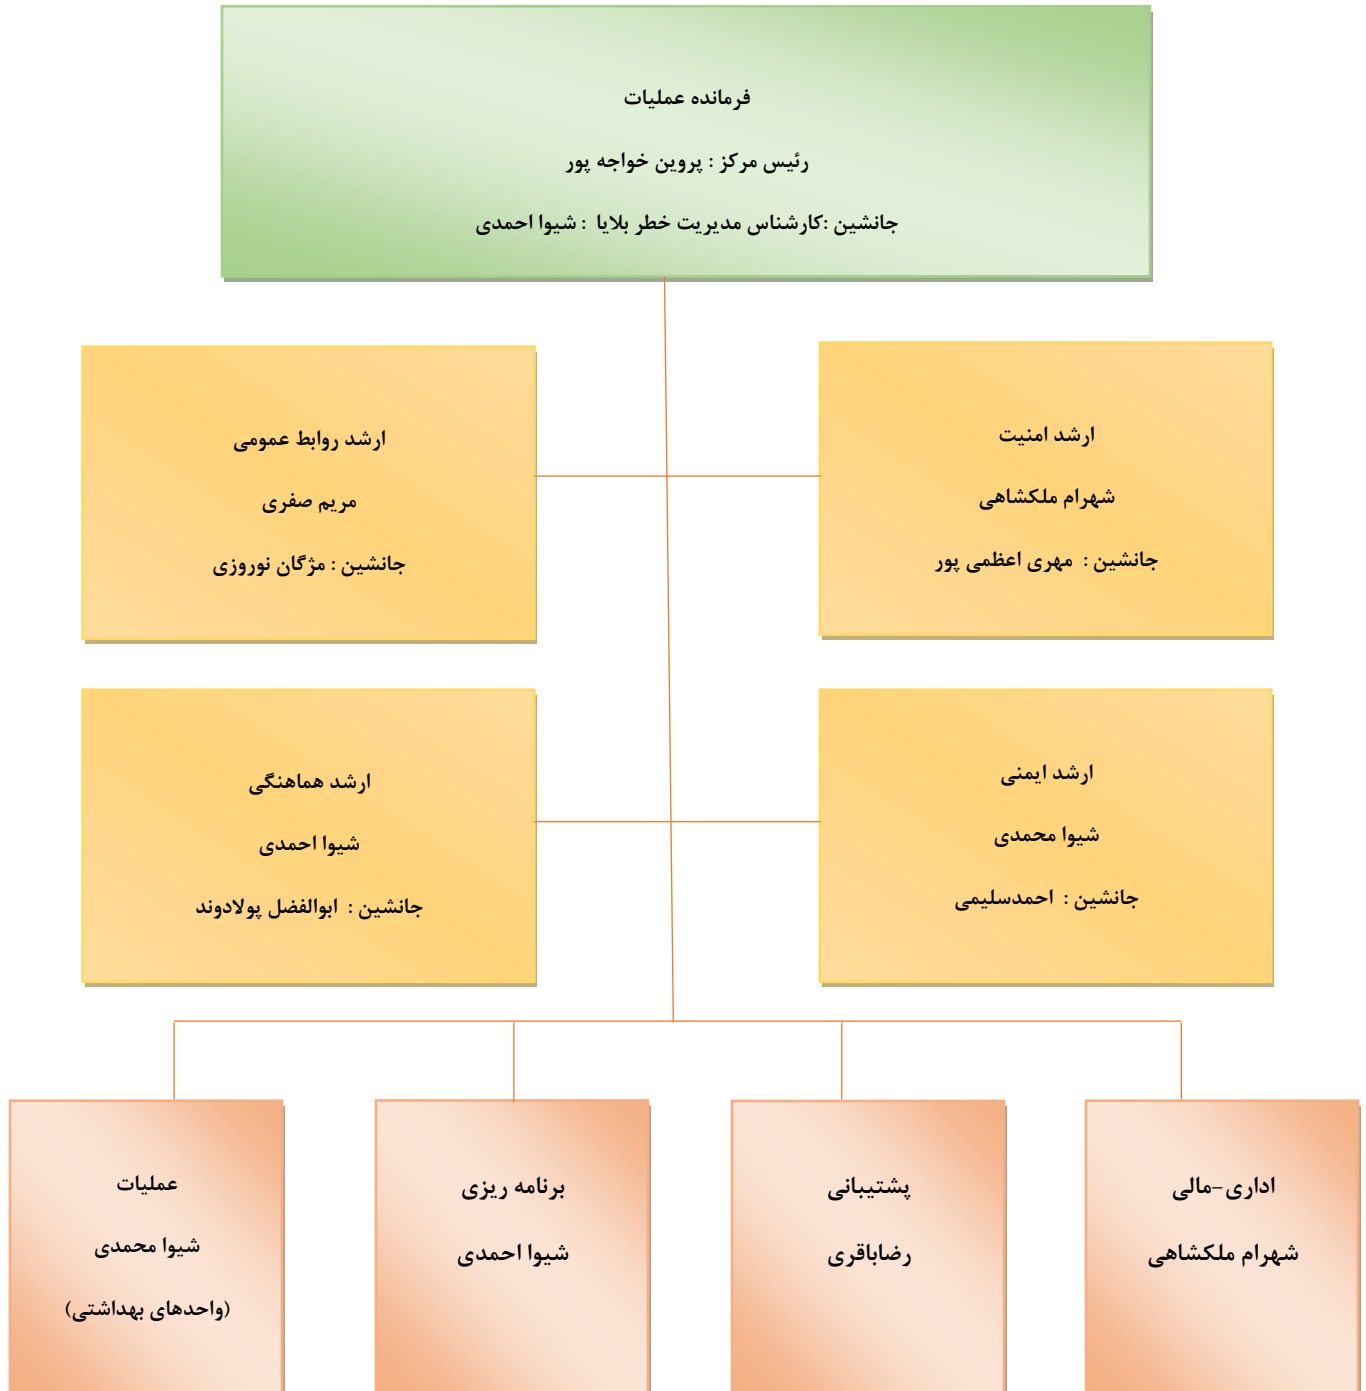 فرمانده عملیات
رئیس مرکز : پروین خواجه پور
جانشین :کارشناس مدیریت خطر بلایا : شیوا احمدی
ارشد امنیت
شهرام ملکشاهی
جانشین : مهری اعظمی پور
ارشد روابط عمومی
مریم صفری
جانشین : مژگان نوروزی
ارشد ایمنی
شیوا محمدی
جانشین : احمدسلیمی
ارشد هماهنگی
شیوا احمدی
جانشین : ابوالفضل پولادوند
اداری-مالی
شهرام ملکشاهی
پشتیبانی
رضاباقری
برنامه ریزی
شیوا احمدی
عملیات
شیوا محمدی
(واحدهای بهداشتی)